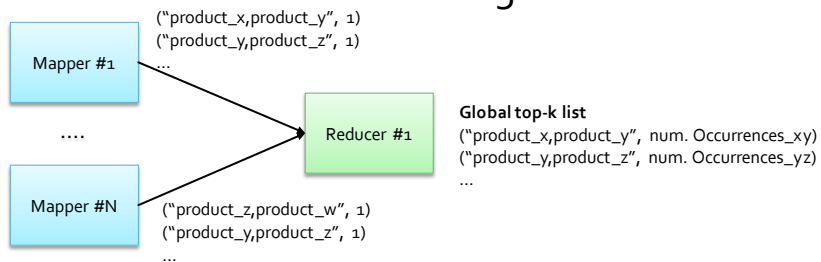 ("product_x,product_y", 1)
("product_y,product_z", 1)
...
Mapper #1
....
Reducer #1
Global top-k list
("product_x,product_y", num. Occurrences_xy)
("product_y,product_z", num. Occurrences_yz)
...
Mapper #N
("product_z,product_w", 1)
("product_y,product_z", 1)
...